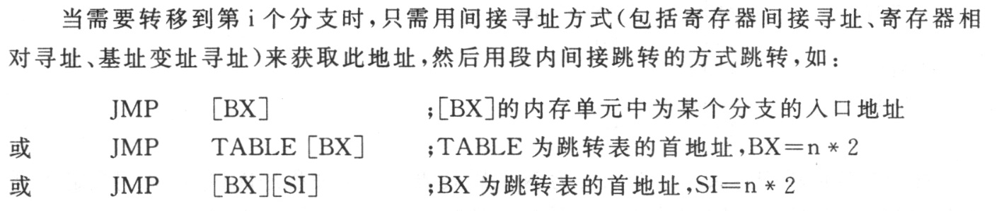 当需要转移到第 i 个分支时,只需用间接寻址方式(包括寄存器间接寻址、寄存器相
对寻址、基址变址寻址)来获取此地址,然后用段内间接跳转的方式跳转,如:
JMP [BX] ;[BX]的内存单元中为某个分支的入口地址
或 JMP TABLE [BX] ;TABLE 为跳转表的首地址,BX=n * 2
或 JMP [BX][SI] ;BX 为跳转表的首地址,SI=n * 2